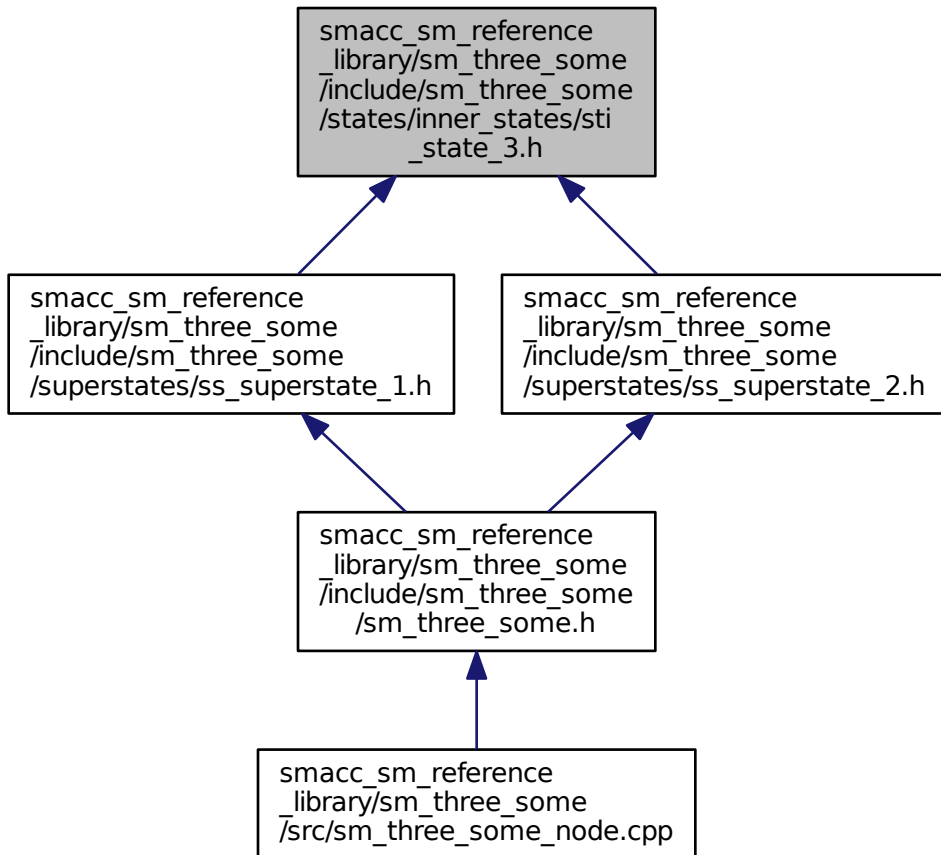 smacc_sm_reference
_library/sm_three_some
/include/sm_three_some
/states/inner_states/sti
_state_3.h
smacc_sm_reference
_library/sm_three_some
/include/sm_three_some
/superstates/ss_superstate_1.h
smacc_sm_reference
_library/sm_three_some
/include/sm_three_some
/superstates/ss_superstate_2.h
smacc_sm_reference
_library/sm_three_some
/include/sm_three_some
/sm_three_some.h
smacc_sm_reference
_library/sm_three_some
/src/sm_three_some_node.cpp